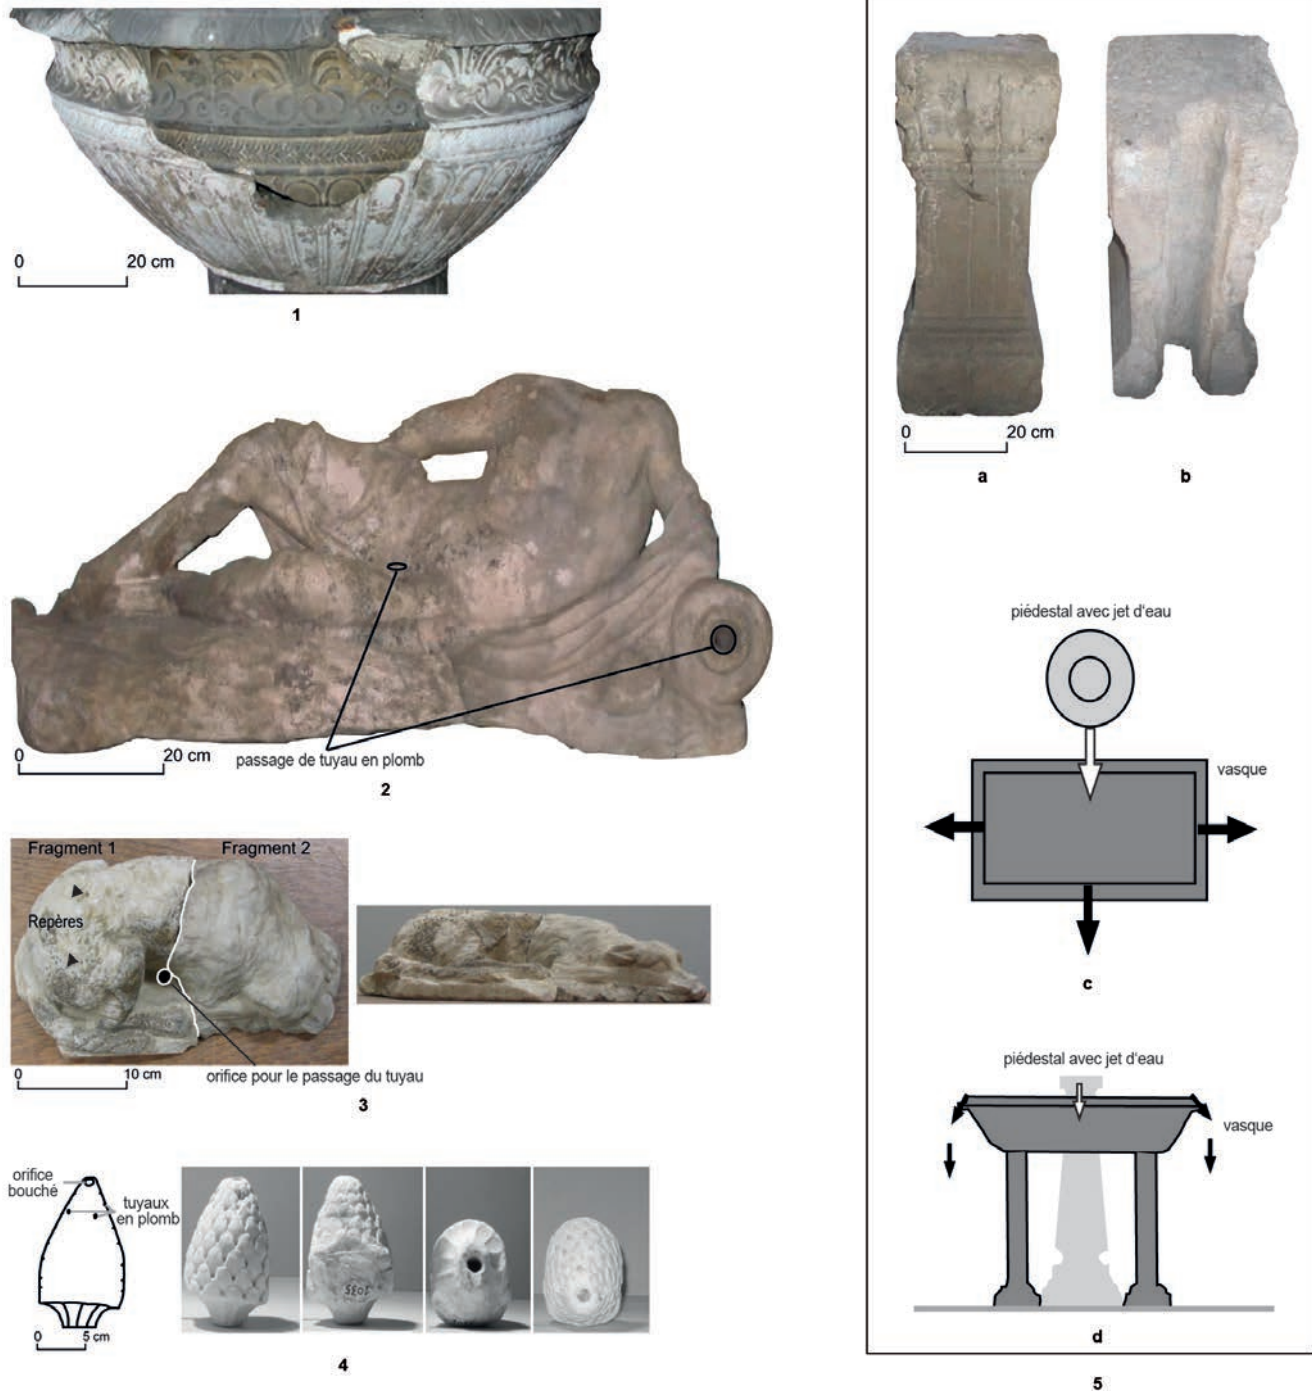 0
20 cm
1
passage de tuyau en plomb
0
20 cm
2
Fragment 1
Fragment 2
Repères
0
10 cm
orifice pour le passage du tuyau
3
orifice
bouché
tuyaux
en plomb
0
5 cm
5035
4
0
20 cm
a
b
piédestal avec jet d'eau
vasque
c
piédestal avec jet d'eau
vasque
d
5